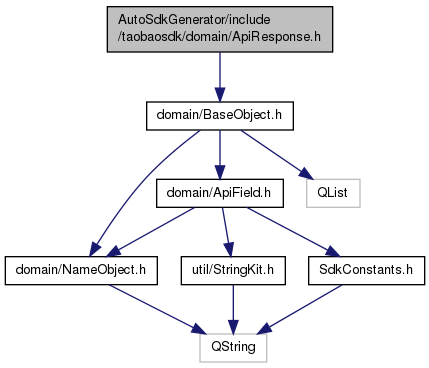 AutoSdkGenerator/include
/taobaosdk/domain/ApiResponse.h
domain/BaseObject.h
domain/ApiField.h
QList
domain/NameObject.h
util/StringKit.h
SdkConstants.h
QString